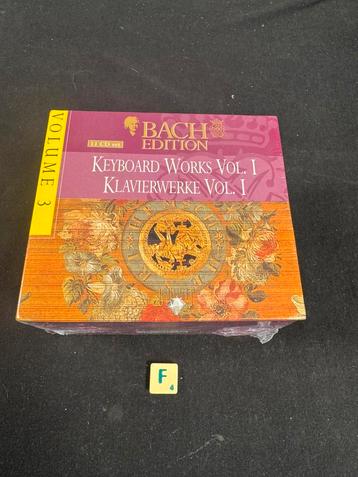 VOLUME 3
BACH
11 CD set
EDITION
KEYBOARD WORKS VOL. I
KLAVIERWERKE VOL. I
F
4